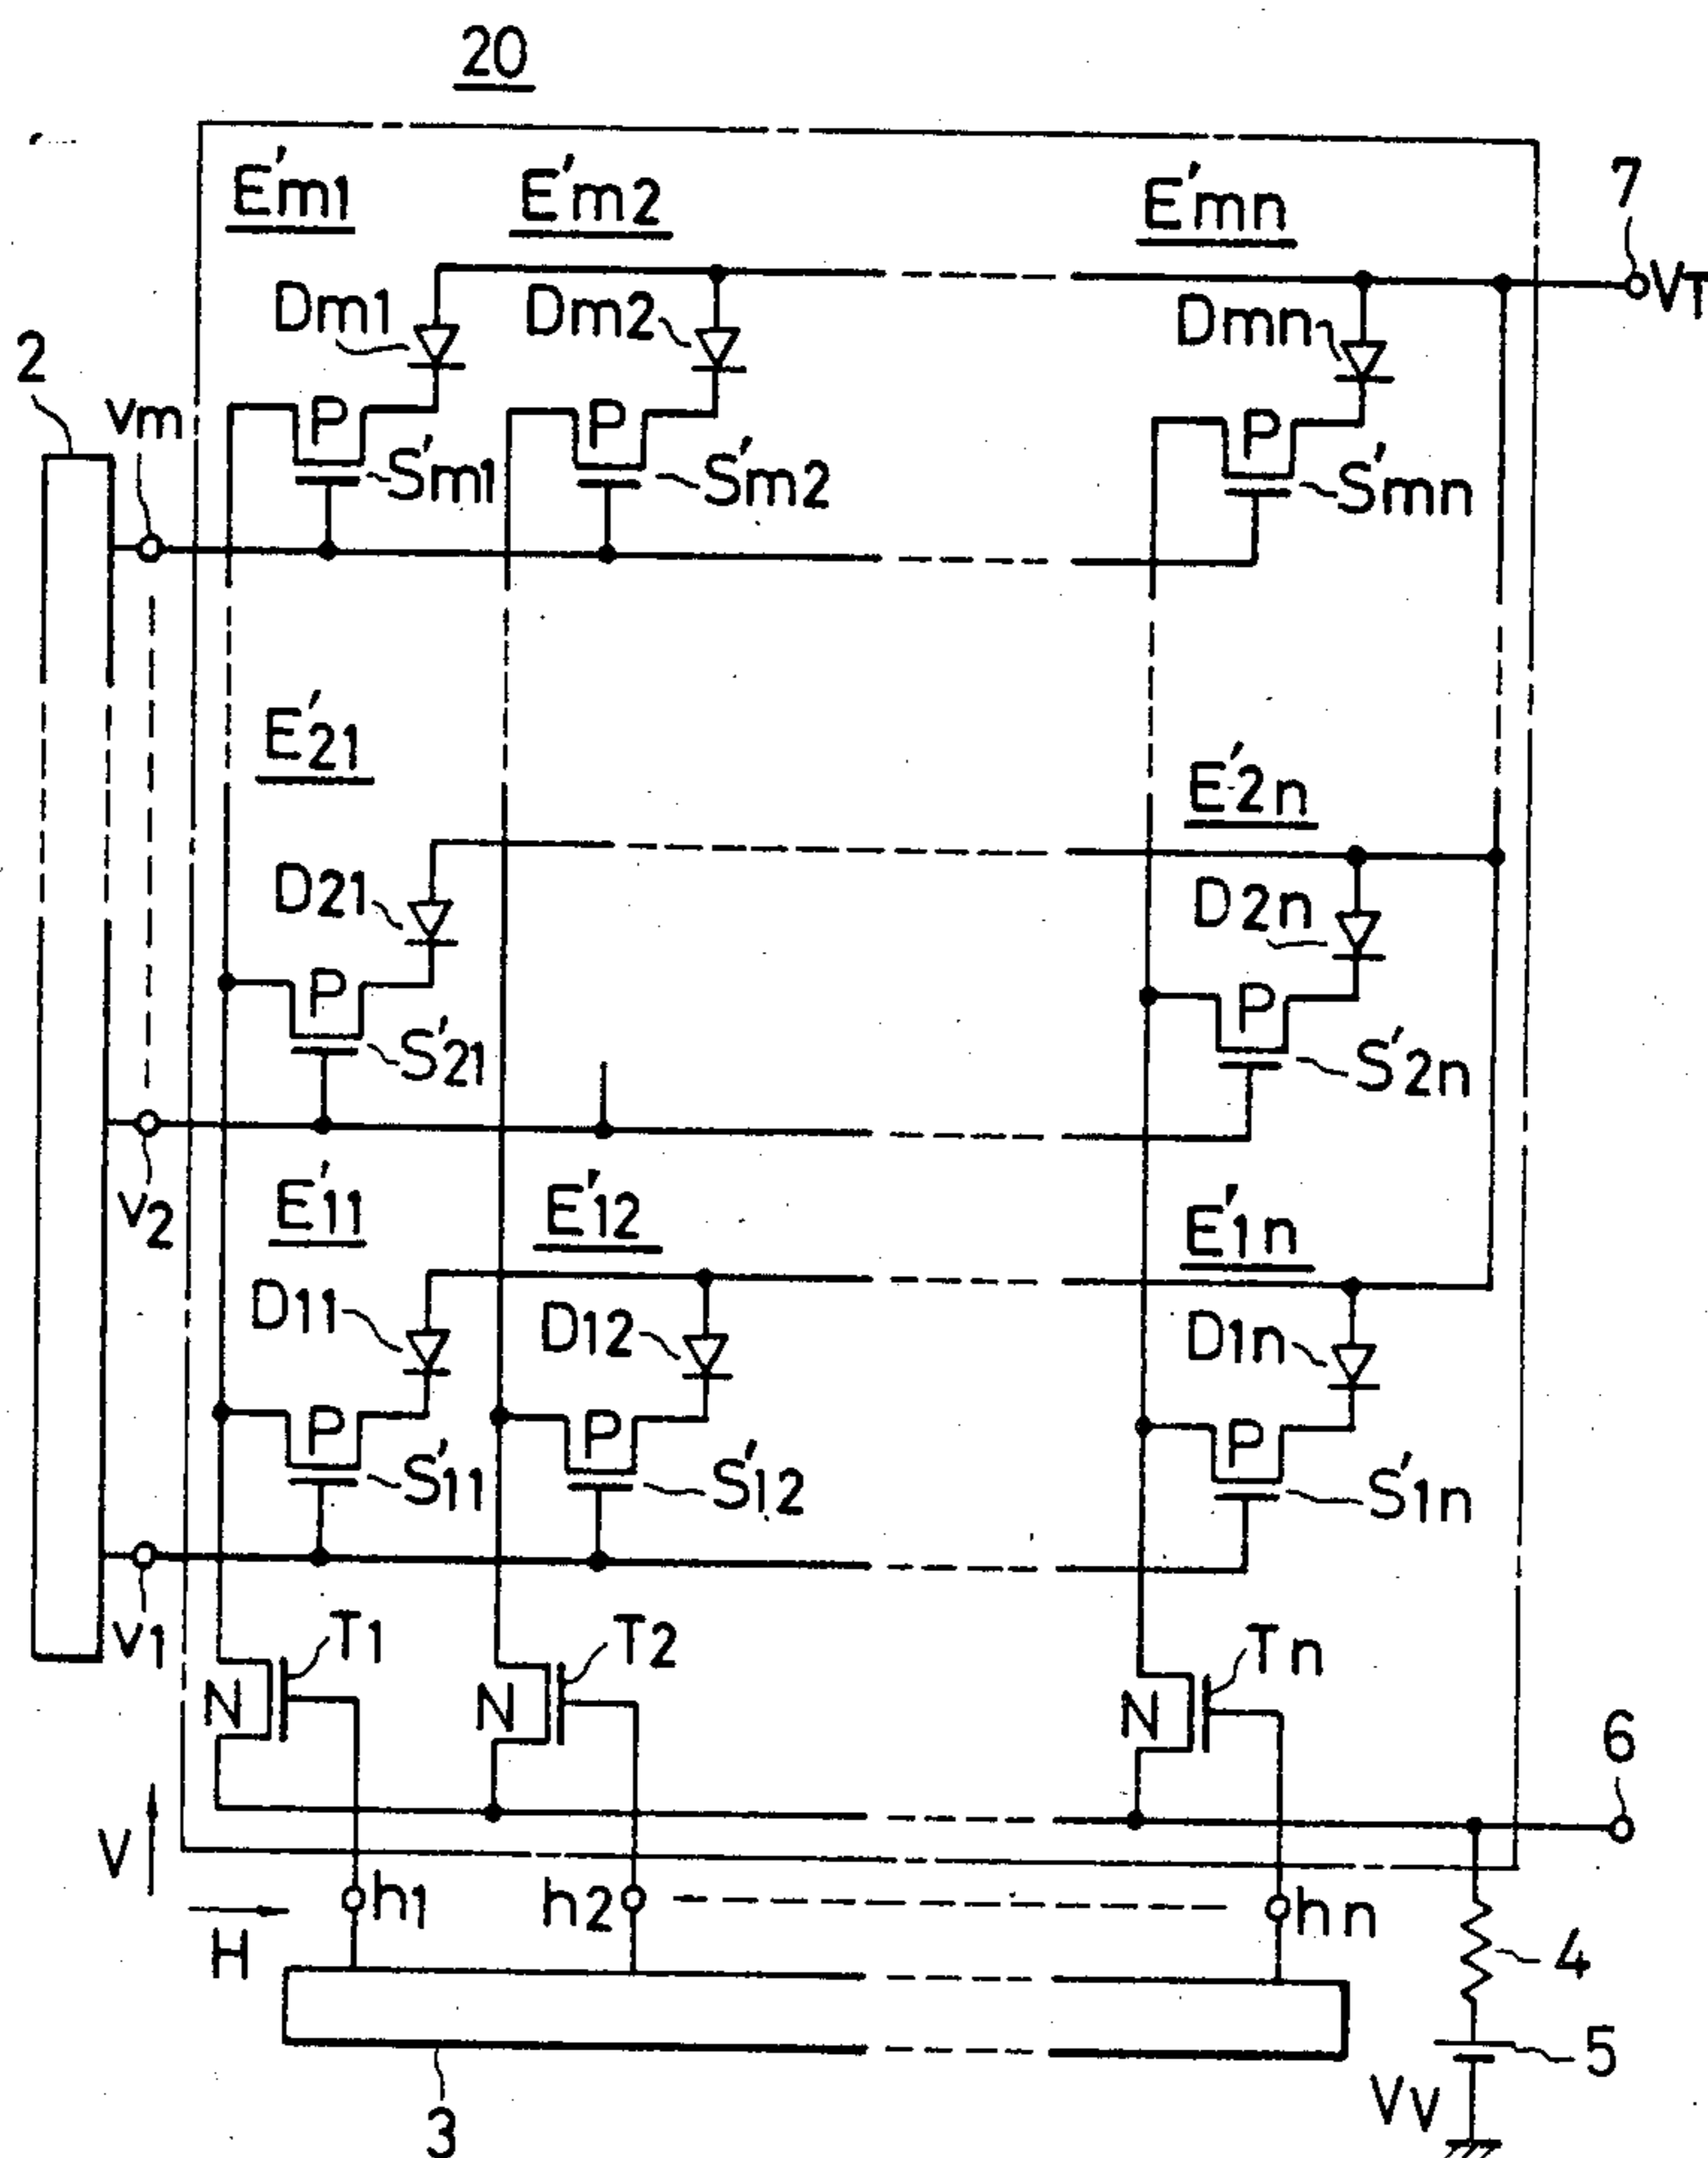 20
E'm1 E'm2 E'mn 7
Dm1 Dm2 Dmn VT
2 vm P P P
S'm1 S'm2 S'mn
E'21 E'2n
D21 D2n
P P
S'21 S'2n
v2 E'11 E'12 E'1n
D11 D12 D1n
P P P
S'11 S'12 S'1n
v1 T1 T2 Tn
N N N 6
V
h1 h2 hn
H 4
5
3 VV